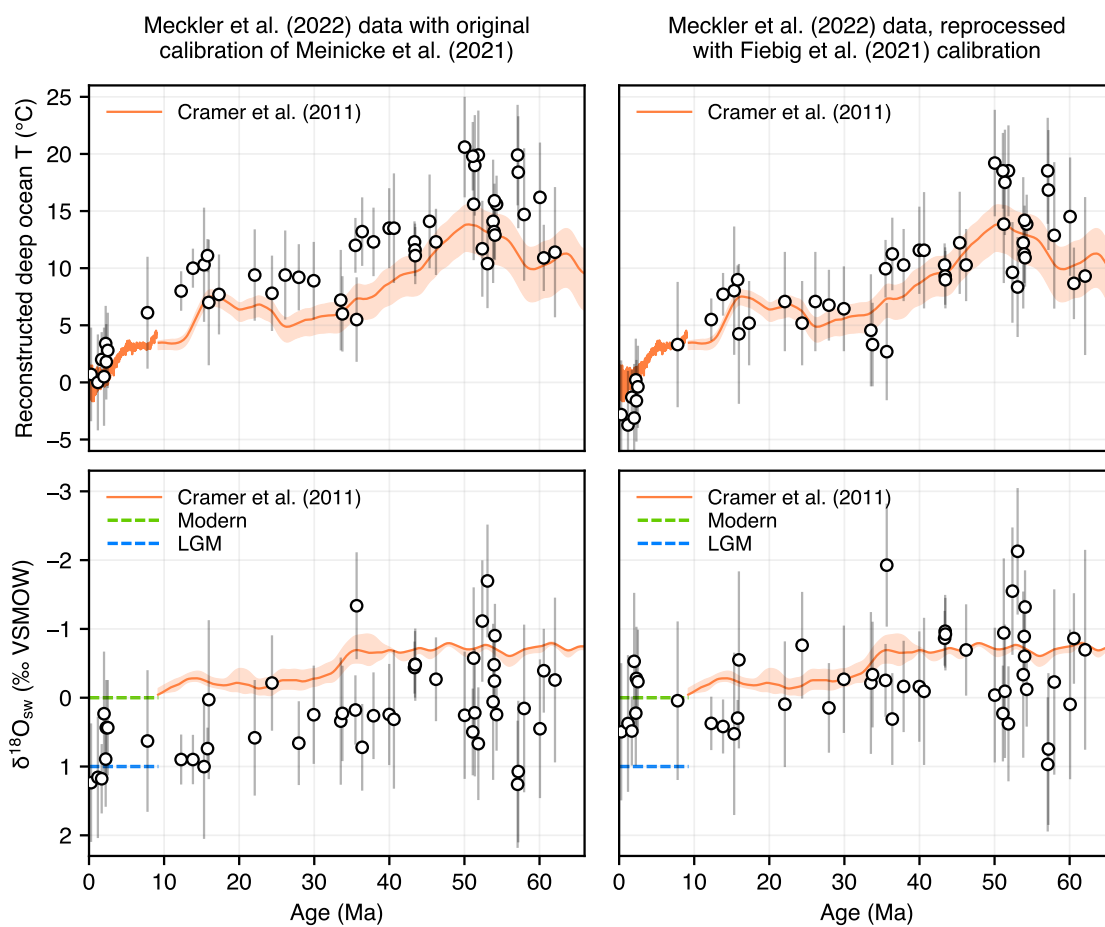 Meckler et al. (2022) data with original
calibration of Meinicke et al. (2021)
Meckler et al. (2022) data, reprocessed
with Fiebig et al. (2021) calibration
Reconstructed deep ocean T (°C)
25
20
15
10
5
0
−5
Cramer et al. (2011)
Cramer et al. (2011)
δ¹⁸Osw (‰ VSMOW)
−3
−2
−1
0
1
2
Cramer et al. (2011)
Modern
LGM
Cramer et al. (2011)
Modern
LGM
0 10 20 30 40 50 60
0 10 20 30 40 50 60
Age (Ma)
Age (Ma)